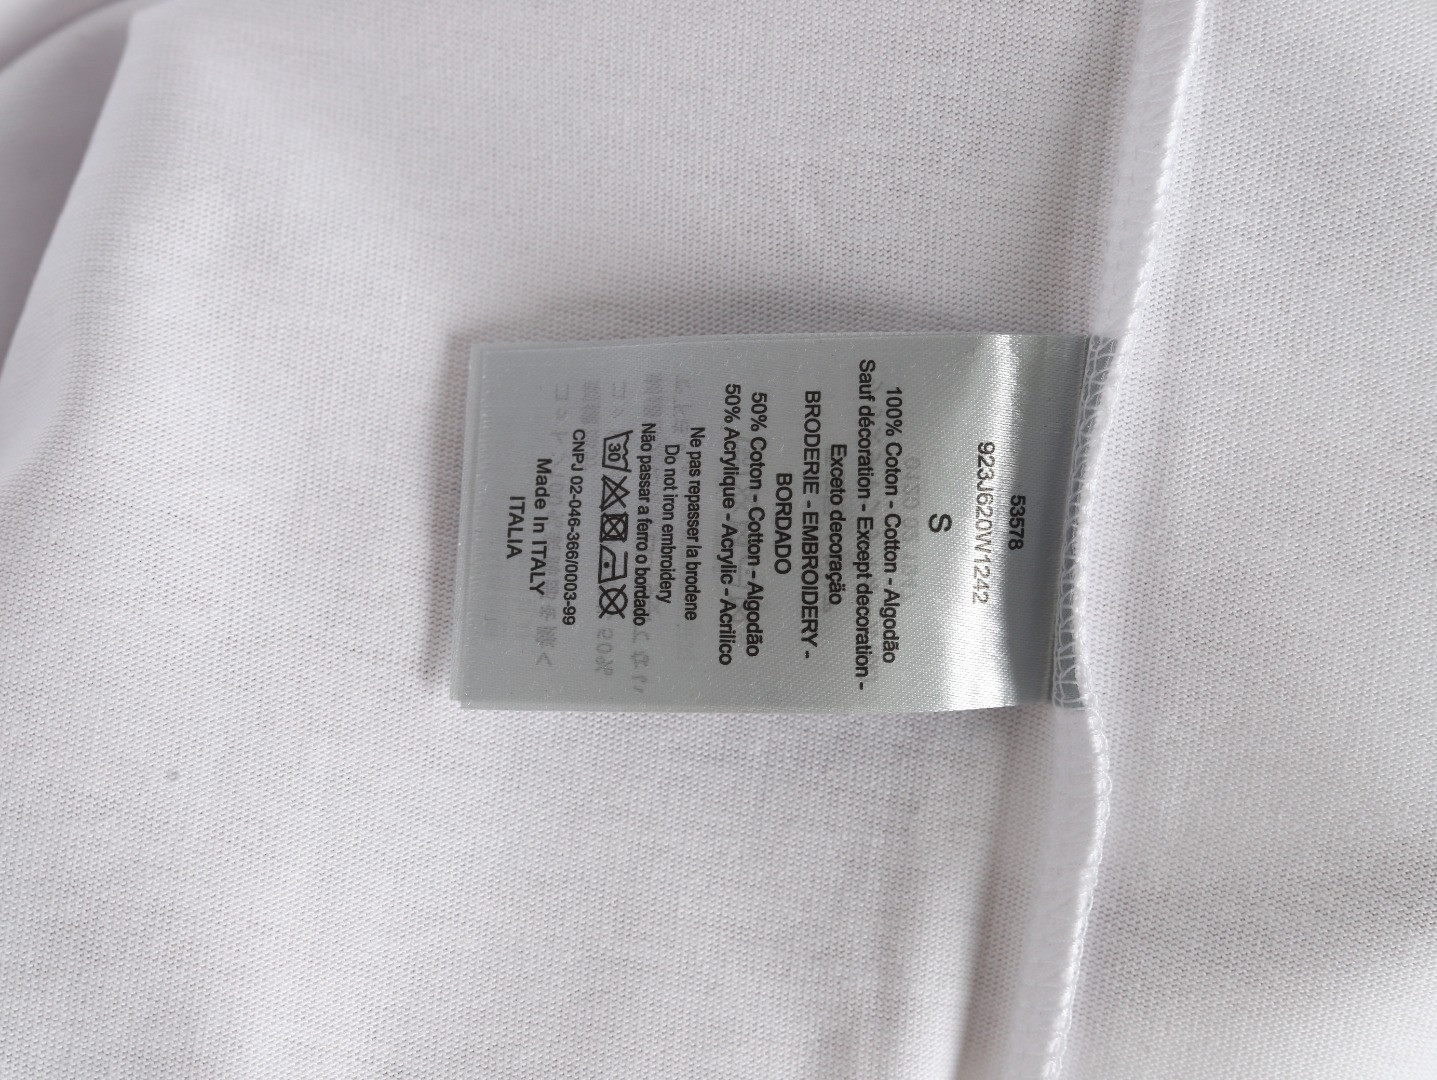 53578
923J620W1242
S
100% Coton - Cotton - Algodão
Sauf décoration - Except decoration -
Exceto decoração
BRODERIE - EMBROIDERY -
BORDADO
50% Coton - Cotton - Algodão
50% Acrylique - Acrylic - Acrílico
Ne pas repasser la broderie
Do not iron embroidery
Não passar a ferro o bordado
30
CNPJ 02-046-366/0003-99
Made In ITALY
ITALIA